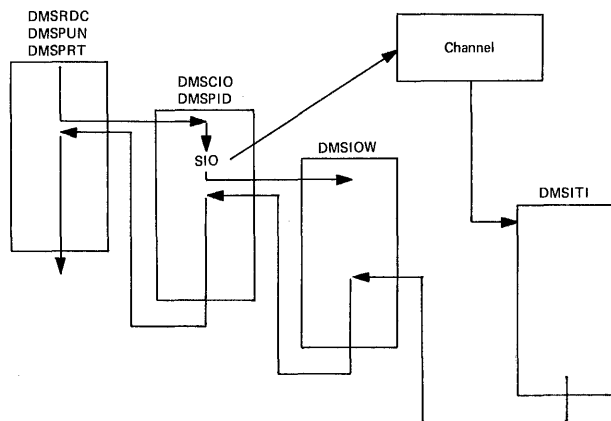 DMSRDC
DMSPUN
DMSPRT
DMSCIO
DMSPID
SIO
Channel
DMSIOW
DMSITI